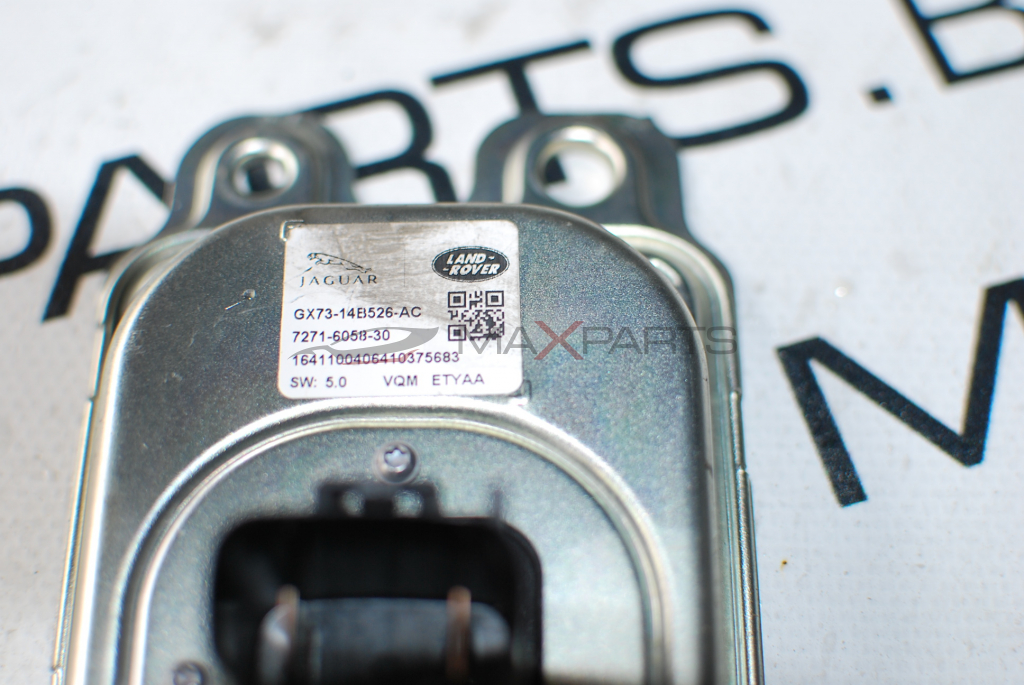 PARTS.B
M
JAGUAR
LAND-
-ROVER
GX73-14B526-AC
7271-6058-30
1641100406410375683
SW: 5.0 VQM ETYAA
MAXPARTS